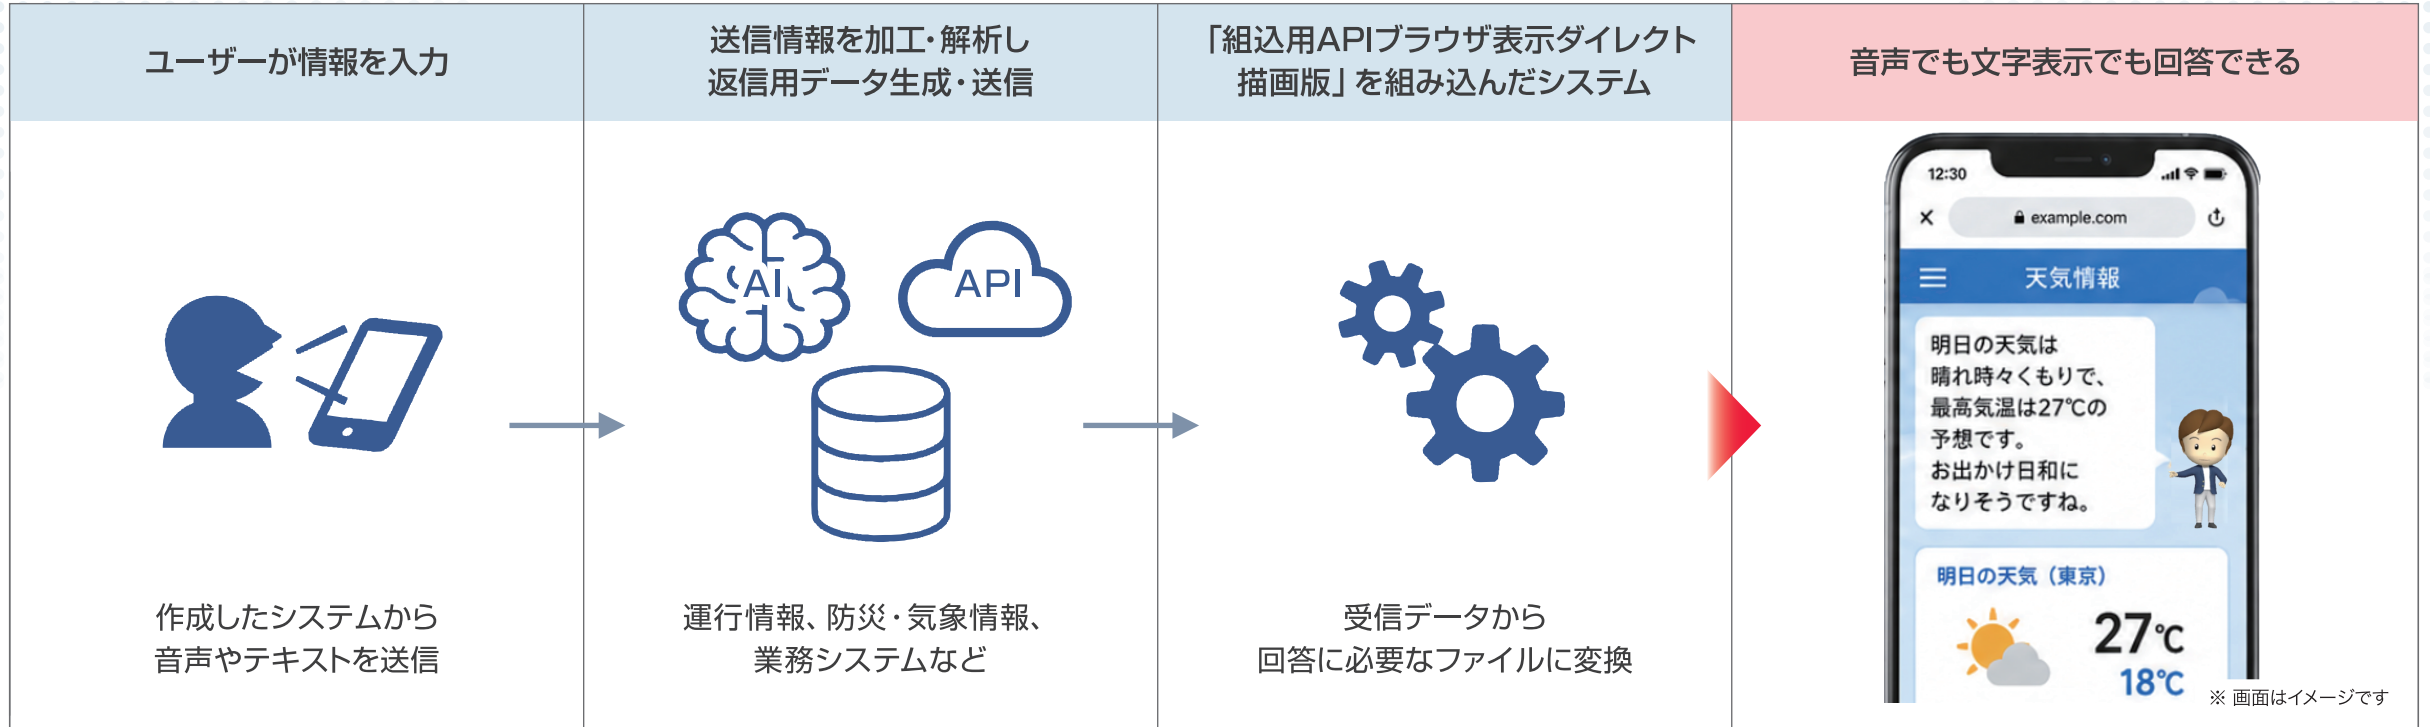 ユーザーが情報を入力
作成したシステムから
音声やテキストを送信
送信情報を加工・解析し
返信用データ生成・送信
AI
API
運行情報、防災・気象情報、
業務システムなど
「組込用APIブラウザ表示ダイレクト
描画版」を組み込んだシステム
受信データから
回答に必要なファイルに変換
音声でも文字表示でも回答できる
12:30
example.com
天気情報
明日の天気は
晴れ時々くもりで、
最高気温は27℃の
予想です。
お出かけ日和に
なりそうですね。
明日の天気（東京）
27℃
18℃
※ 画面はイメージです